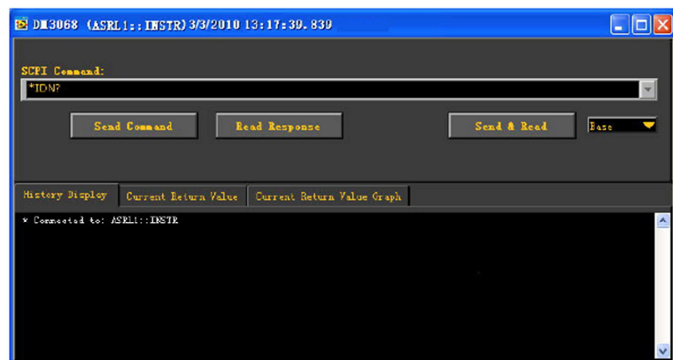 DM3068 (ASRL1::INSTR) 3/3/2010 13:17:39.839
SCPI Command:
*IDN?
Send Command Read Response Send & Read Base
History Display Current Return Value Current Return Value Graph
* Connected to: ASRL1::INSTR